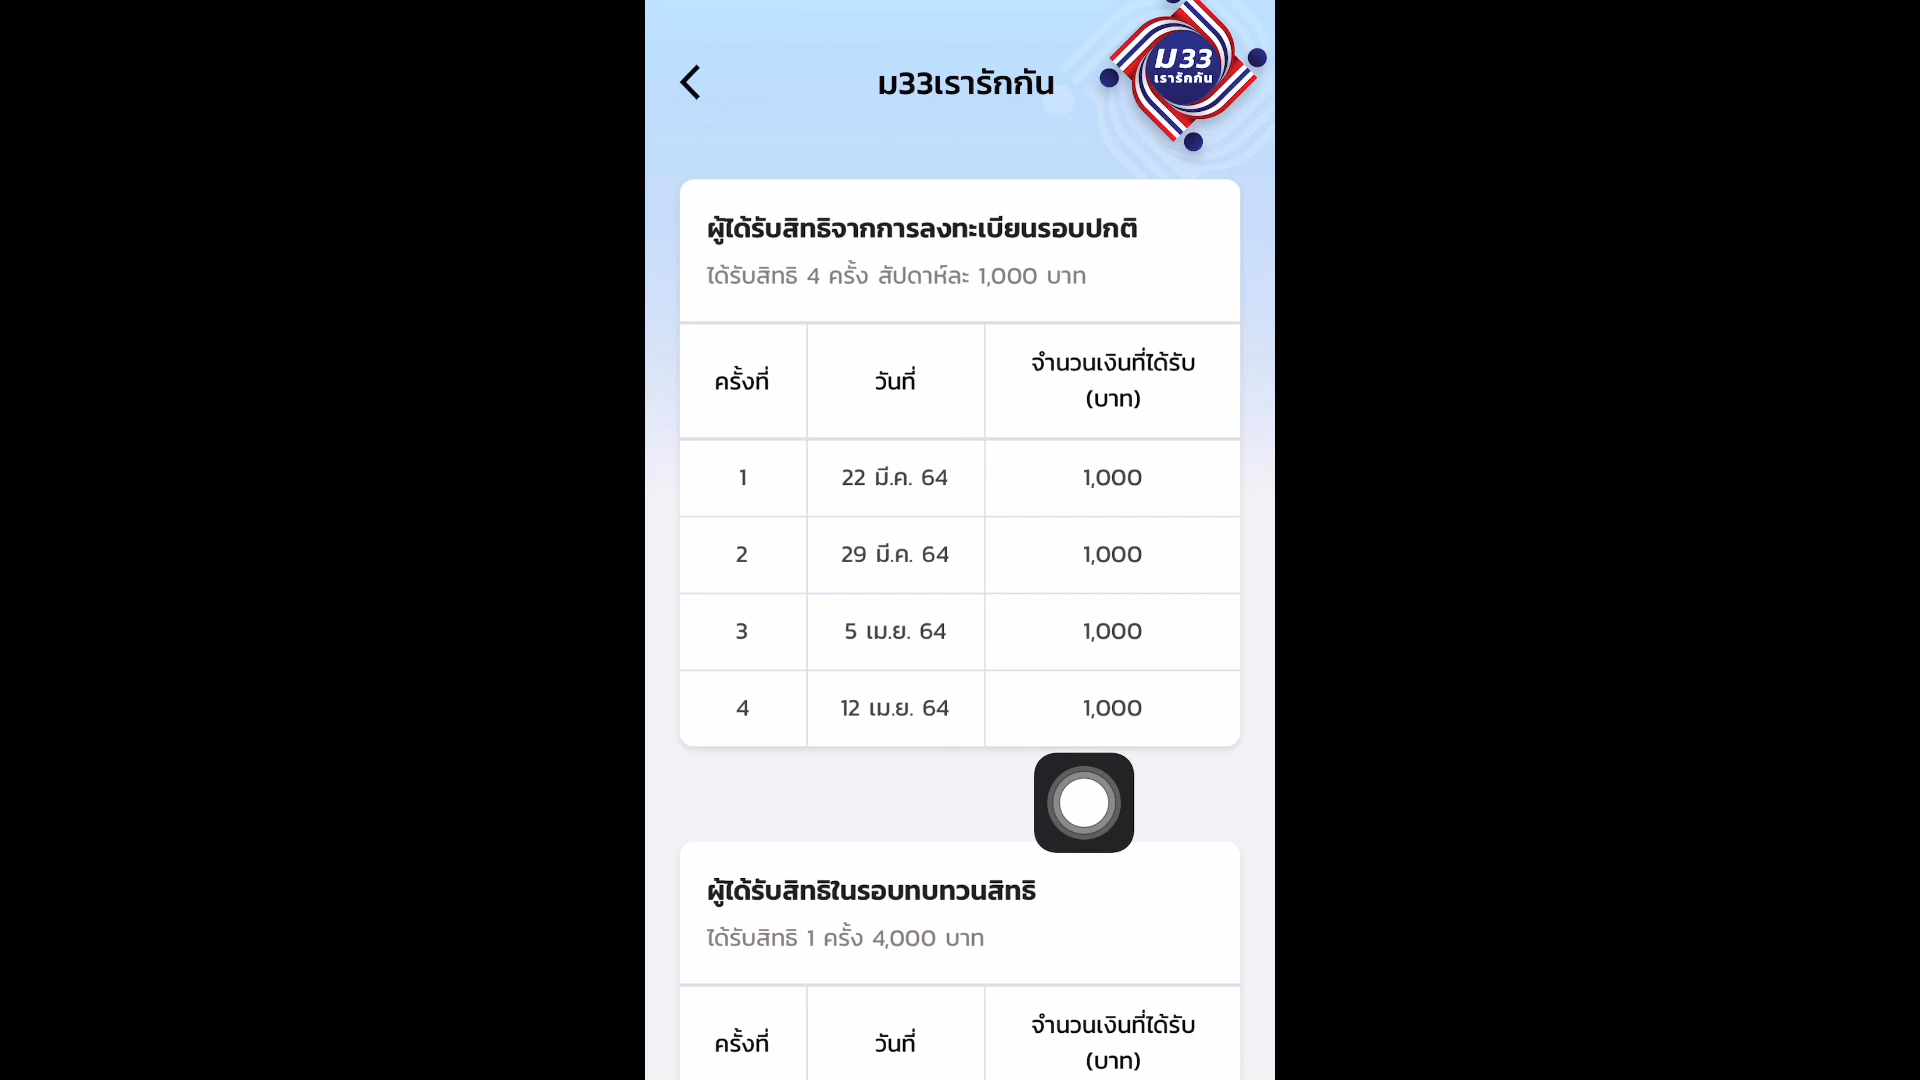 ม33เรารักกัน
ม33
เรารักกัน
ผู้ได้รับสิทธิจากการลงทะเบียนรอบปกติ
ได้รับสิทธิ 4 ครั้ง สัปดาห์ละ 1,000 บาท
ครั้งที่ วันที่ จำนวนเงินที่ได้รับ
(บาท)
1 22 มี.ค. 64 1,000
2 29 มี.ค. 64 1,000
3 5 เม.ย. 64 1,000
4 12 เม.ย. 64 1,000
ผู้ได้รับสิทธิในรอบทบทวนสิทธิ
ได้รับสิทธิ 1 ครั้ง 4,000 บาท
ครั้งที่ วันที่ จำนวนเงินที่ได้รับ
(บาท)